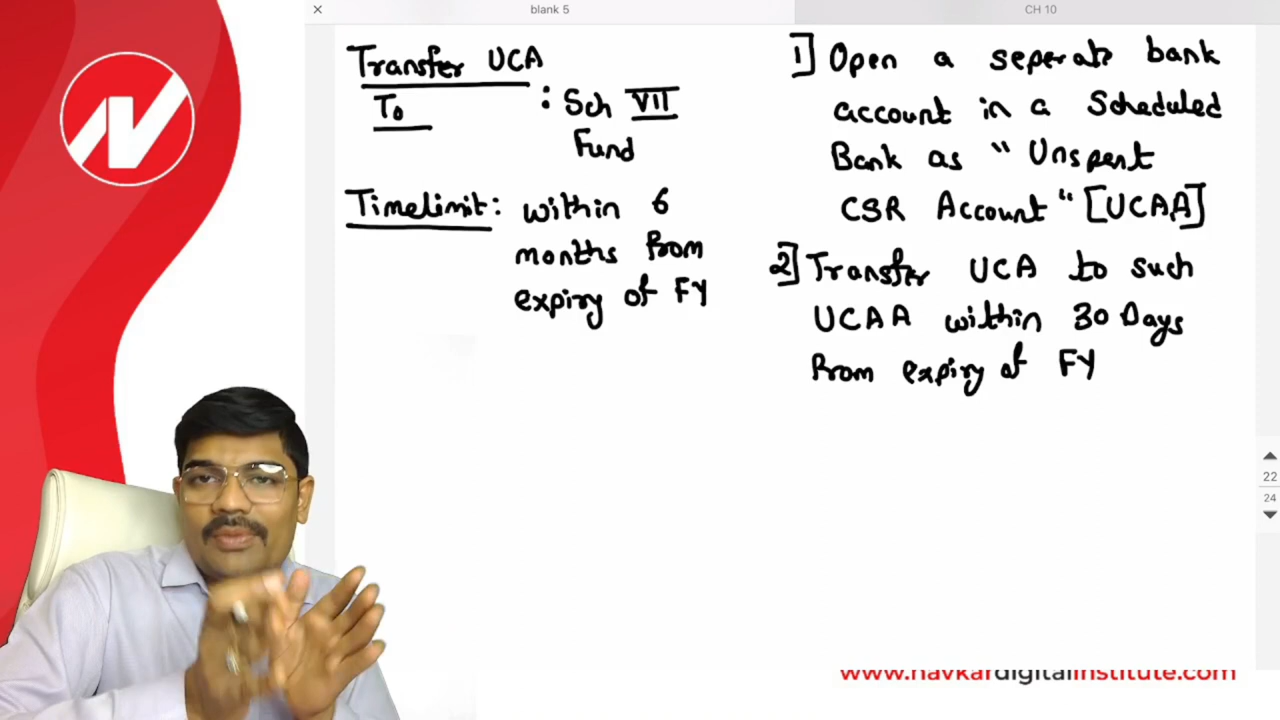 blank 5
CH 10
Transfer UCA
To : Sch VII
Fund
Timelimit: within 6
months from
expiry of FY
1] Open a seperate bank
account in a Scheduled
Bank as "Unspent
CSR Account" [UCAA]
2] Transfer UCA to such
UCAA within 30 Days
from expiry of FY
22
24
www.navkardigitalinstitute.com